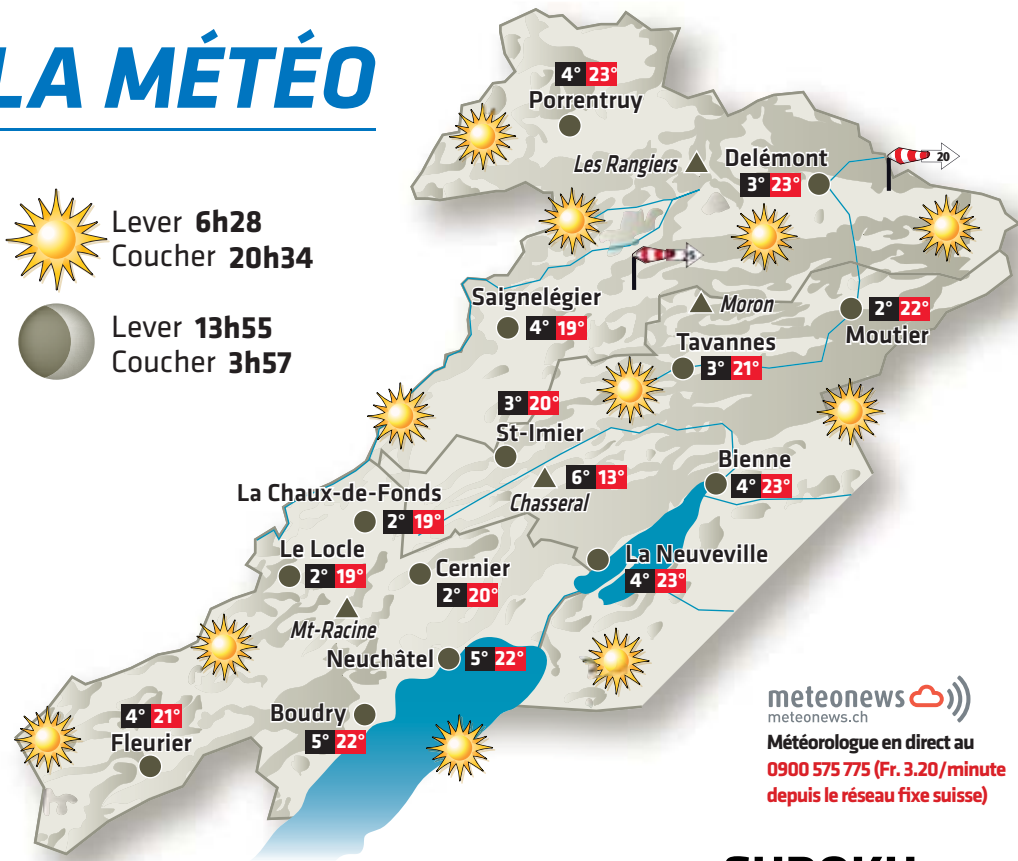 LA MÉTÉO
Lever 6h28
Coucher 20h34
Lever 13h55
Coucher 3h57
4° 23°
Porrentruy
Les Rangiers
Delémont
3° 23°
20
Saignelégier
4° 19°
Moron
2° 22°
Moutier
Tavannes
3° 21°
3° 20°
St-Imier
6° 13°
Chasseral
Bienne
4° 23°
La Chaux-de-Fonds
2° 19°
Le Locle
2° 19°
Cernier
2° 20°
La Neuveville
4° 23°
Mt-Racine
Neuchâtel
5° 22°
Boudry
5° 22°
4° 21°
Fleurier
meteonews
meteonews.ch
Météorologue en direct au
0900 575 775 (Fr. 3.20/minute
depuis le réseau fixe suisse)